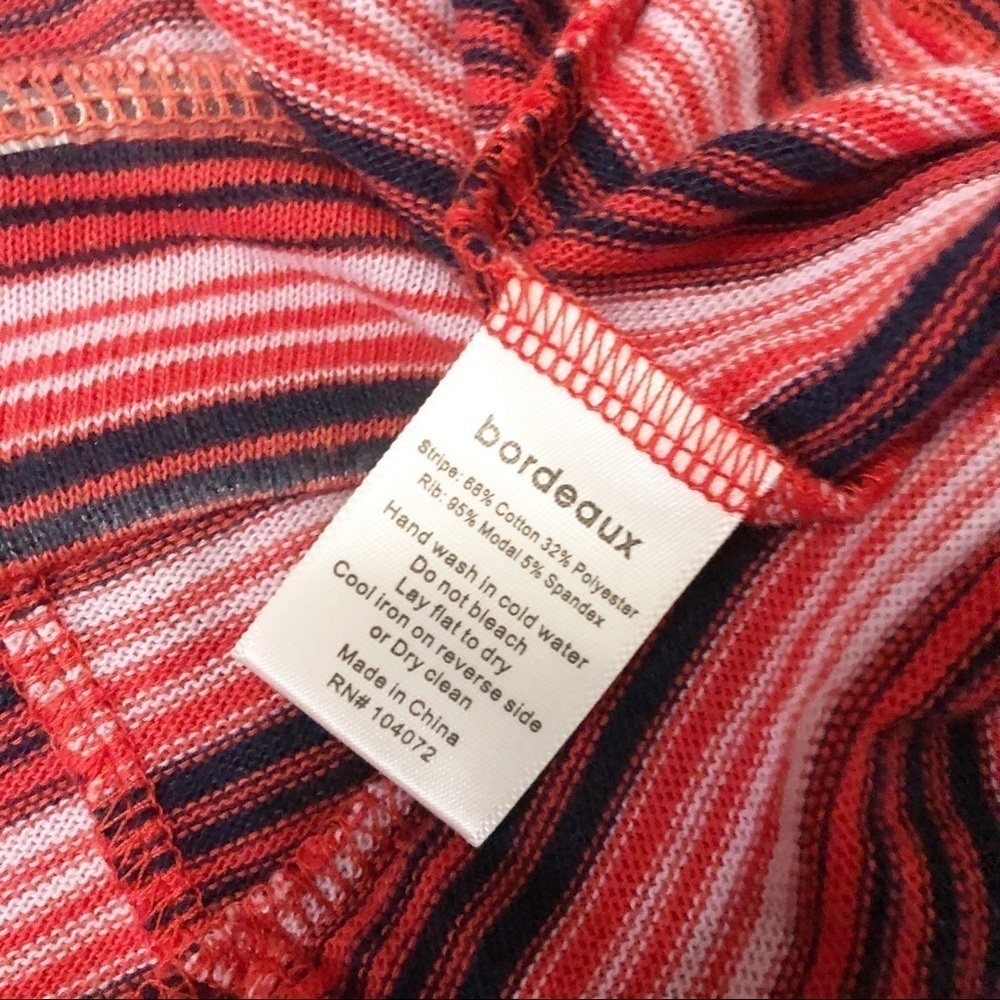 bordeaux
Stripe: 68% Cotton 32% Polyester
Rib: 95% Modal 5% Spandex
Hand wash in cold water
Do not bleach
Lay flat to dry
Cool iron on reverse side
or Dry clean
Made in China
RN# 104072